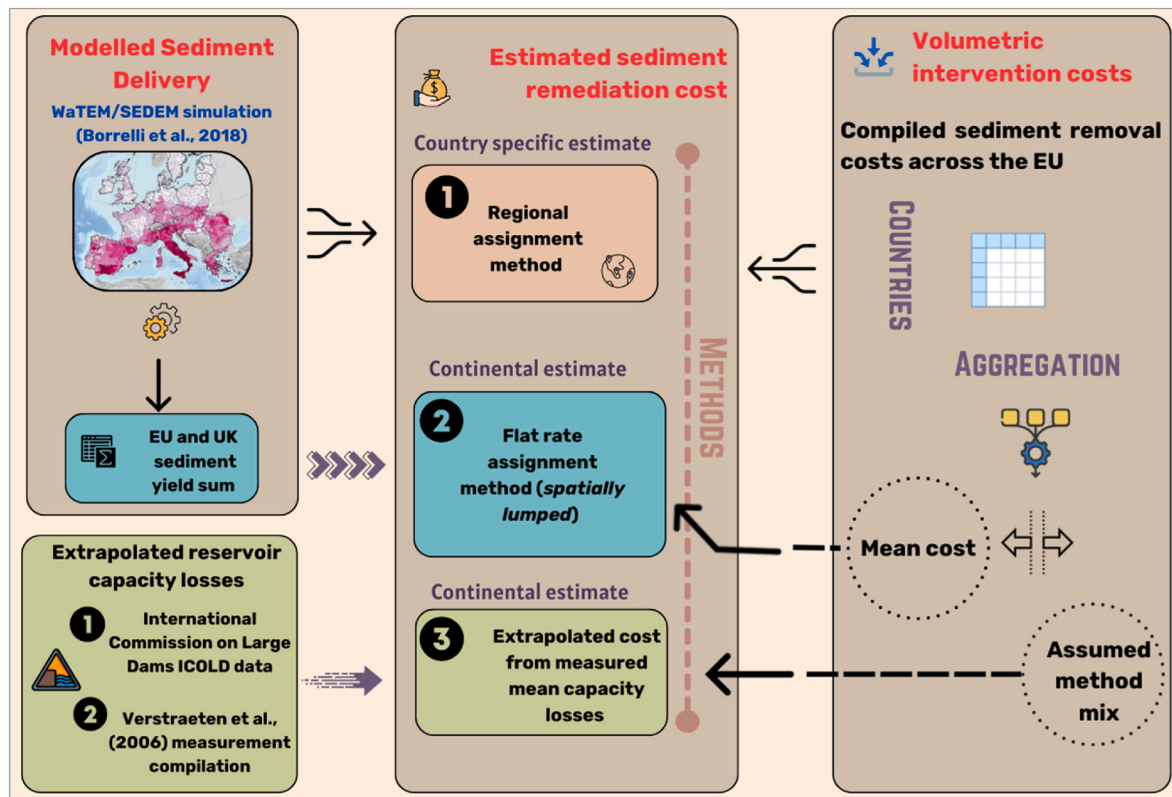 Modelled Sediment
Delivery
WaTEM/SEDEM simulation
(Borrelli et al., 2018)
EU and UK
sediment
yield sum
Extrapolated reservoir
capacity losses
1
International
Commission on Large
Dams ICOLD data
2
Verstraeten et al.,
(2006) measurement
compilation
Estimated sediment
remediation cost
Country specific estimate
1
Regional
assignment
method
Continental estimate
2
Flat rate
assignment
method (spatially
lumped)
Continental estimate
3
Extrapolated cost
from measured
mean capacity
losses
METHODS
Volumetric
intervention costs
Compiled sediment removal
costs across the EU
COUNTRIES
AGGREGATION
Mean cost
Assumed
method
mix